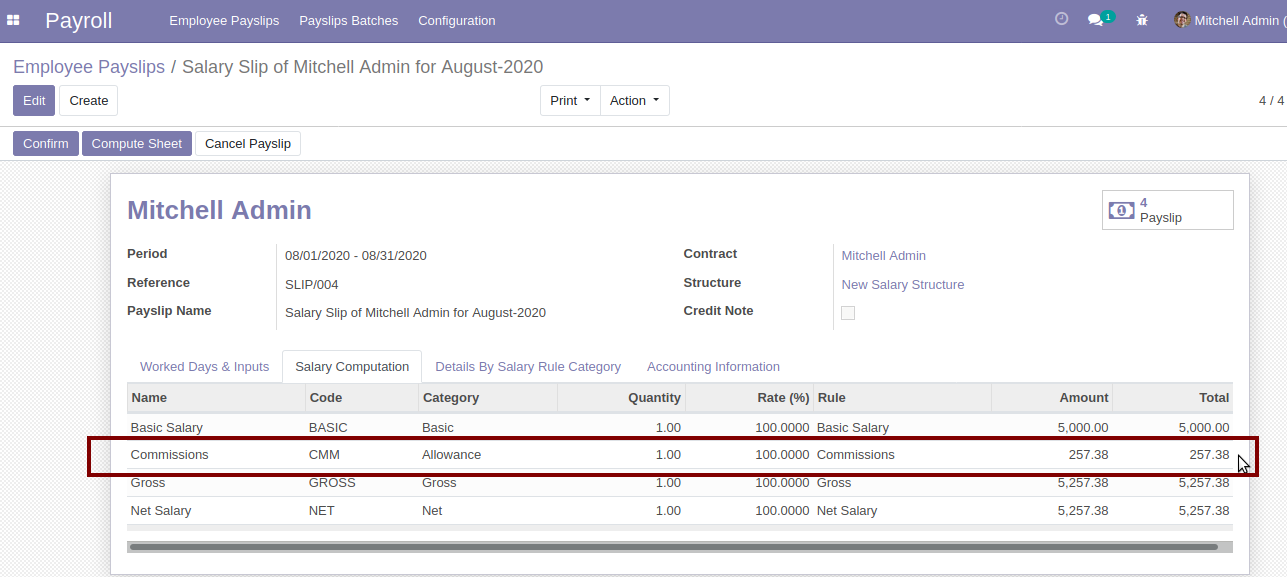 Payroll Employee Payslips Payslips Batches Configuration 1 Mitchell Admin (
Employee Payslips / Salary Slip of Mitchell Admin for August-2020
Edit Create Print Action 4 / 4
Confirm Compute Sheet Cancel Payslip
Mitchell Admin
4
Payslip
Period 08/01/2020 - 08/31/2020 Contract Mitchell Admin
Reference SLIP/004 Structure New Salary Structure
Payslip Name Salary Slip of Mitchell Admin for August-2020 Credit Note
Worked Days & Inputs Salary Computation Details By Salary Rule Category Accounting Information
Name Code Category Quantity Rate (%) Rule Amount Total
Basic Salary BASIC Basic 1.00 100.0000 Basic Salary 5,000.00 5,000.00
Commissions CMM Allowance 1.00 100.0000 Commissions 257.38 257.38
Gross GROSS Gross 1.00 100.0000 Gross 5,257.38 5,257.38
Net Salary NET Net 1.00 100.0000 Net Salary 5,257.38 5,257.38